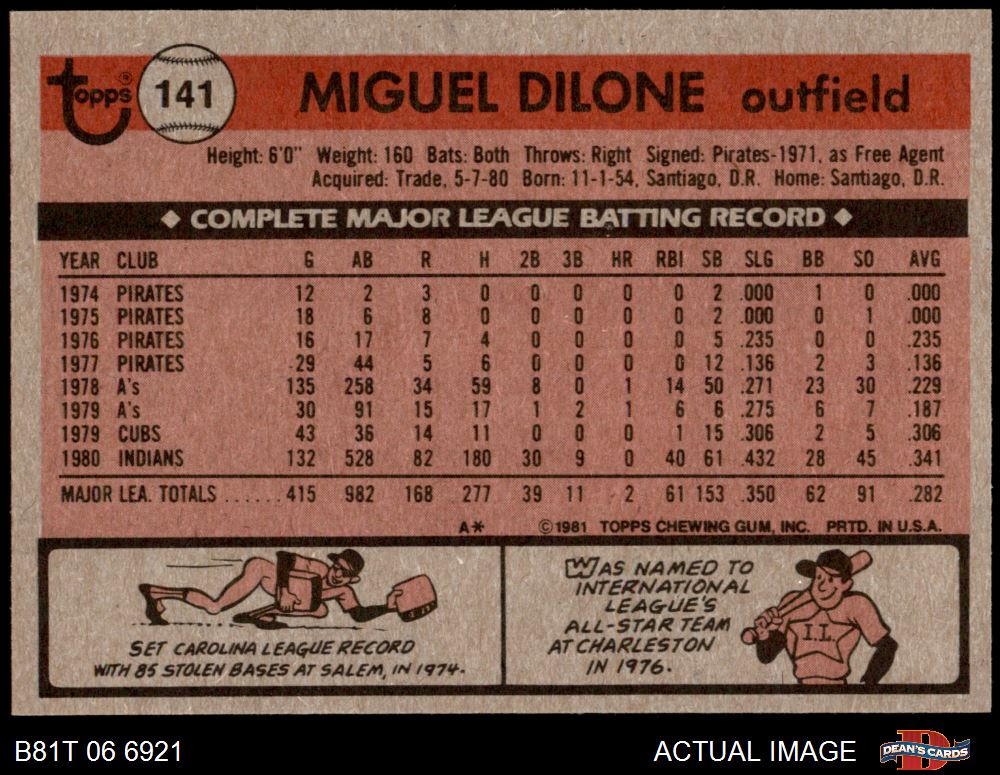 Topps® 141 MIGUEL DILONE outfield
Height: 6'0" Weight: 160 Bats: Both Throws: Right Signed: Pirates-1971, as Free Agent
Acquired: Trade, 5-7-80 Born: 11-1-54, Santiago, D.R. Home: Santiago, D.R.
◆ COMPLETE MAJOR LEAGUE BATTING RECORD ◆
YEAR CLUB G AB R H 2B 3B HR RBI SB SLG BB SO AVG
1974 PIRATES 12 2 3 0 0 0 0 0 2 .000 1 0 .000
1975 PIRATES 18 6 8 0 0 0 0 0 2 .000 0 1 .000
1976 PIRATES 16 17 7 4 0 0 0 0 5 .235 0 0 .235
1977 PIRATES 29 44 5 6 0 0 0 0 12 .136 2 3 .136
1978 A's 135 258 34 59 8 0 1 14 50 .271 23 30 .229
1979 A's 30 91 15 17 1 2 1 6 6 .275 6 7 .187
1979 CUBS 43 36 14 11 0 0 0 1 15 .306 2 5 .306
1980 INDIANS 132 528 82 180 30 9 0 40 61 .432 28 45 .341
MAJOR LEA. TOTALS ...... 415 982 168 277 39 11 2 61 153 .350 62 91 .282
A* ©1981 TOPPS CHEWING GUM, INC. PRTD. IN U.S.A.
SET CAROLINA LEAGUE RECORD
WITH 85 STOLEN BASES AT SALEM, IN 1974.
WAS NAMED TO
INTERNATIONAL
LEAGUE'S
ALL-STAR TEAM
AT CHARLESTON
IN 1976.
I.L.
B81T 06 6921 ACTUAL IMAGE DEAN'S CARDS